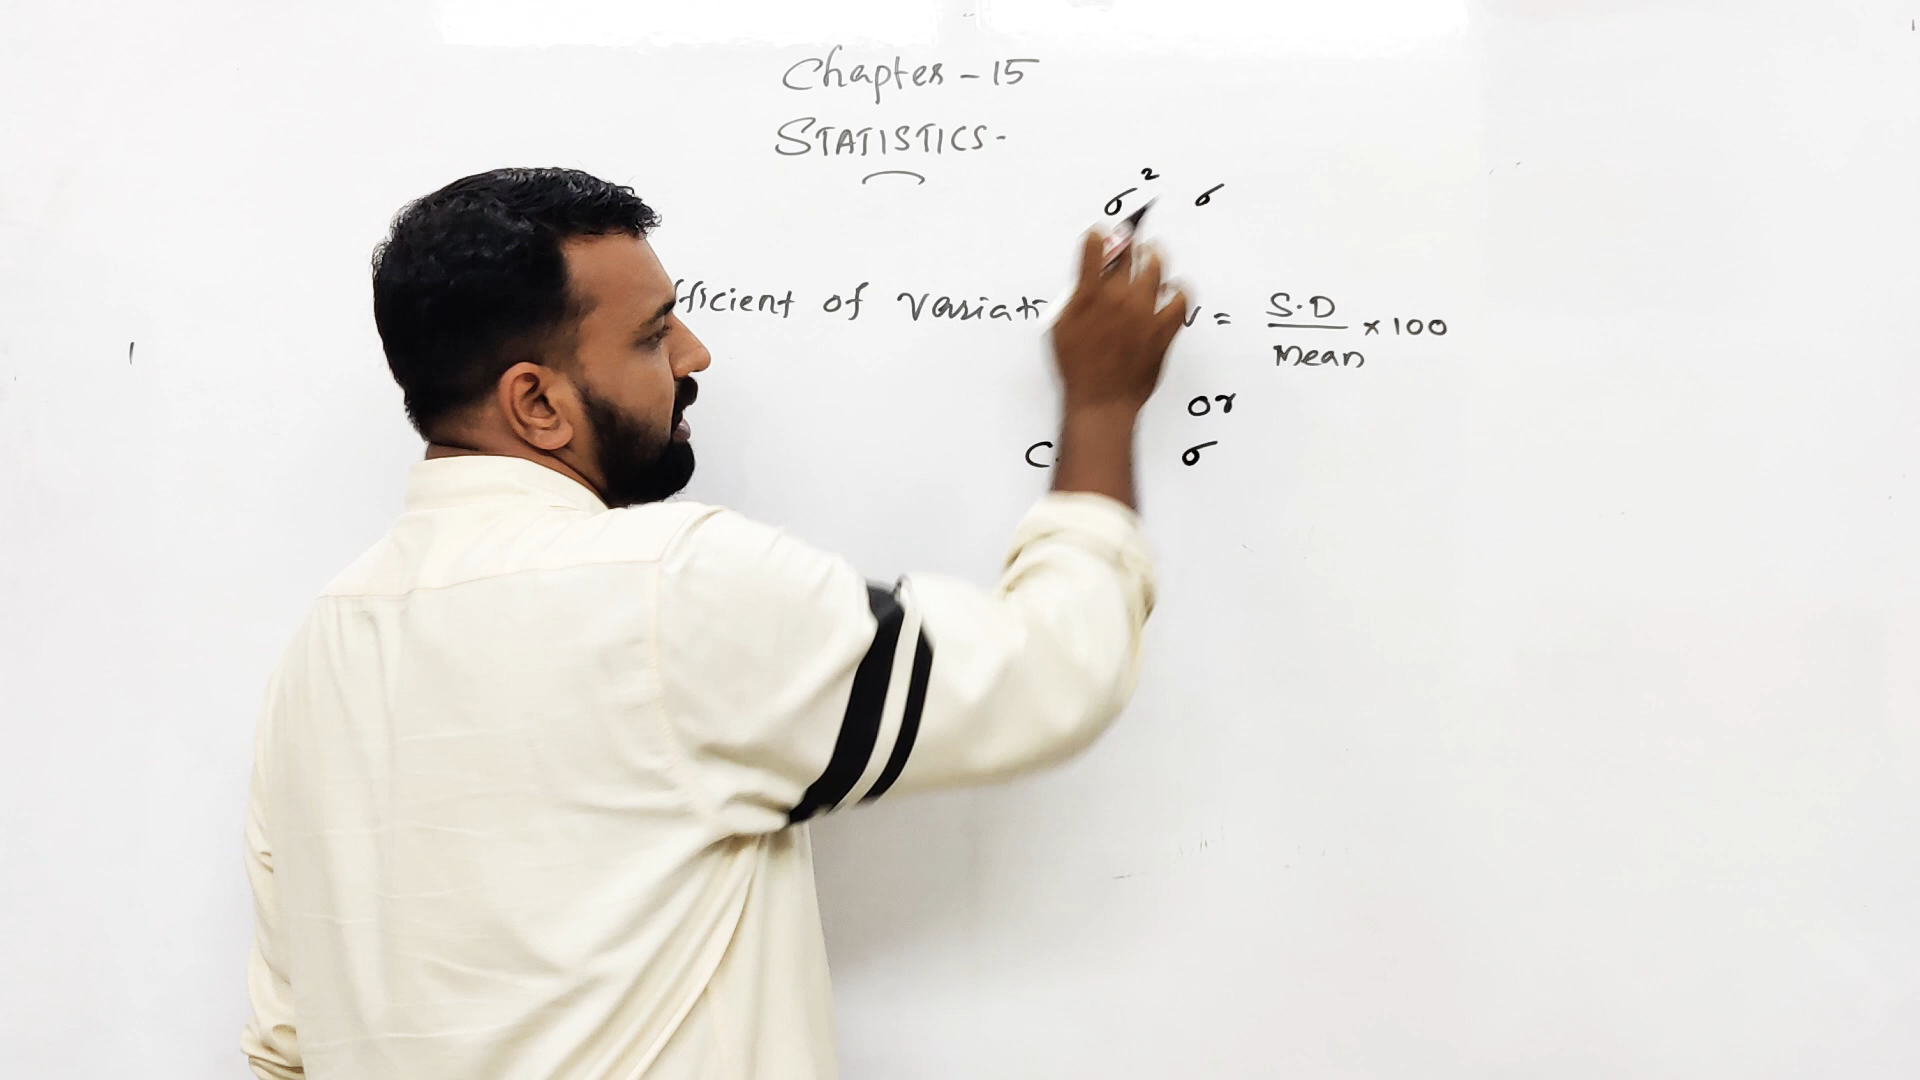 Chapter - 15
STATISTICS -
σ² σ
fficient of Variati V = S.D / Mean × 100
or
C. σ